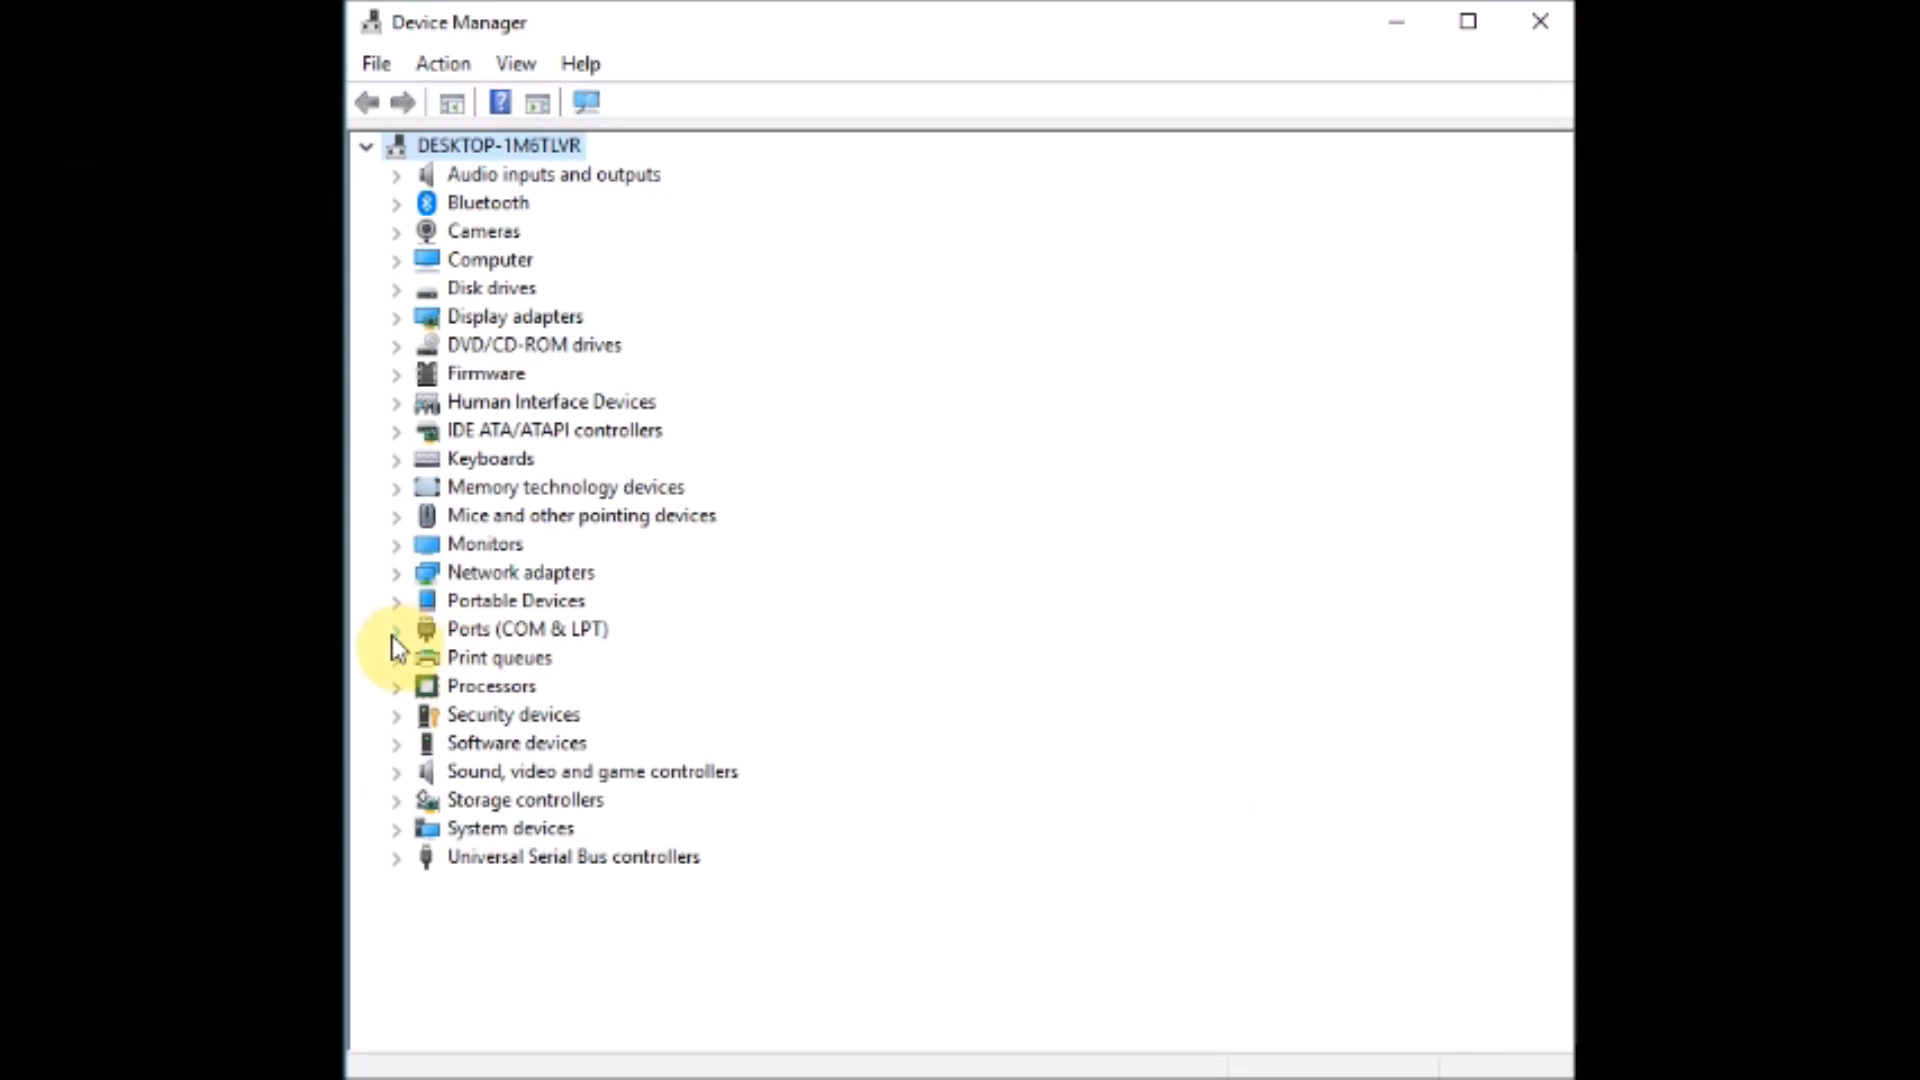 Device Manager
File Action View Help
DESKTOP-1M6TLVR
Audio inputs and outputs
Bluetooth
Cameras
Computer
Disk drives
Display adapters
DVD/CD-ROM drives
Firmware
Human Interface Devices
IDE ATA/ATAPI controllers
Keyboards
Memory technology devices
Mice and other pointing devices
Monitors
Network adapters
Portable Devices
Ports (COM & LPT)
Print queues
Processors
Security devices
Software devices
Sound, video and game controllers
Storage controllers
System devices
Universal Serial Bus controllers